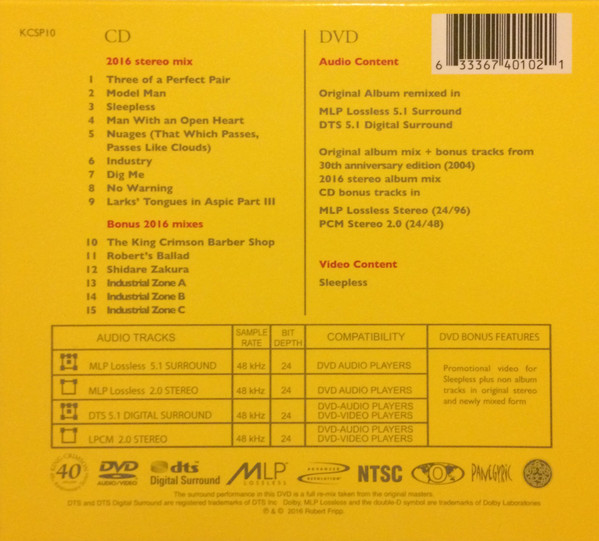 KCSP10
CD
2016 stereo mix
1 Three of a Perfect Pair
2 Model Man
3 Sleepless
4 Man With an Open Heart
5 Nuages (That Which Passes,
Passes Like Clouds)
6 Industry
7 Dig Me
8 No Warning
9 Larks' Tongues in Aspic Part III
Bonus 2016 mixes
10 The King Crimson Barber Shop
11 Robert's Ballad
12 Shidare Zakura
13 Industrial Zone A
14 Industrial Zone B
15 Industrial Zone C
DVD
6 33367 40102 1
Audio Content
Original Album remixed in
MLP Lossless 5.1 Surround
DTS 5.1 Digital Surround
Original album mix + bonus tracks from
30th anniversary edition (2004)
2016 stereo album mix
CD bonus tracks in
MLP Lossless Stereo (24/96)
PCM Stereo 2.0 (24/48)
Video Content
Sleepless
AUDIO TRACKS SAMPLE RATE BIT DEPTH COMPATIBILITY DVD BONUS FEATURES
MLP Lossless 5.1 SURROUND 48 kHz 24 DVD AUDIO PLAYERS
MLP Lossless 2.0 STEREO 48 kHz 24 DVD AUDIO PLAYERS
DTS 5.1 DIGITAL SURROUND 48 kHz 24 DVD-AUDIO PLAYERS
DVD-VIDEO PLAYERS
LPCM 2.0 STEREO 48 kHz 24 DVD-AUDIO PLAYERS
DVD-VIDEO PLAYERS
Promotional video for
Sleepless plus non album
tracks in original stereo
and newly mixed form
40 DVD AUDIO/VIDEO dts Digital Surround MLP LOSSLESS ADVANCED RESOLUTION NTSC PANEGYRIC
The surround performance in this DVD is a full re-mix taken from the original masters.
DTS and DTS Digital Surround are registered trademarks of DTS Inc Dolby, MLP Lossless and the double-D symbol are trademarks of Dolby Laboratories
℗ & © 2016 Robert Fripp